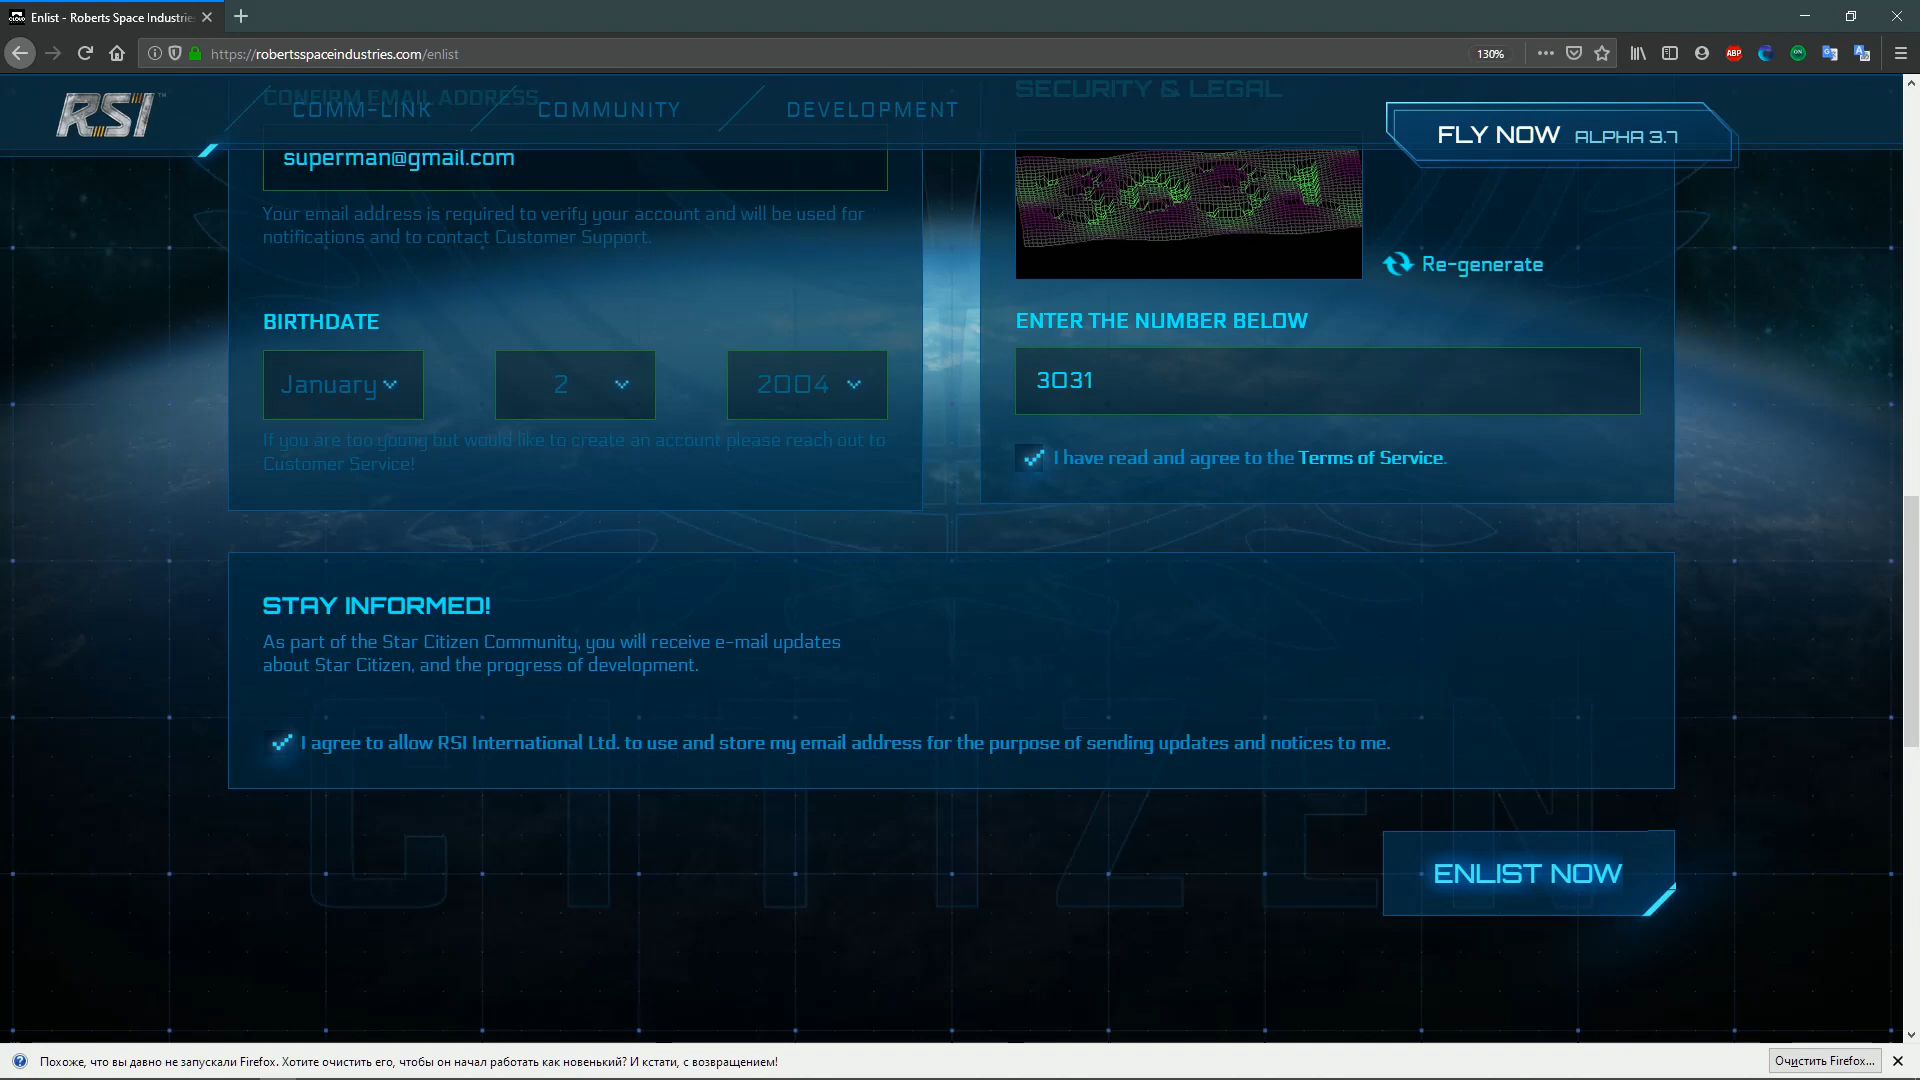 Enlist - Roberts Space Industries
https://robertsspaceindustries.com/enlist
130%
ABP
RSI
COMM-LINK
COMMUNITY
DEVELOPMENT
FLY NOW ALPHA 3.7
CONFIRM EMAIL ADDRESS
superman@gmail.com
Your email address is required to verify your account and will be used for
notifications and to contact Customer Support.
BIRTHDATE
January
2
2004
If you are too young but would like to create an account please reach out to
Customer Service!
SECURITY & LEGAL
3031
Re-generate
ENTER THE NUMBER BELOW
3031
I have read and agree to the Terms of Service.
STAY INFORMED!
As part of the Star Citizen Community, you will receive e-mail updates
about Star Citizen, and the progress of development.
I agree to allow RSI International Ltd. to use and store my email address for the purpose of sending updates and notices to me.
CITIZEN
ENLIST NOW
Похоже, что вы давно не запускали Firefox. Хотите очистить его, чтобы он начал работать как новенький? И кстати, с возвращением!
Очистить Firefox...